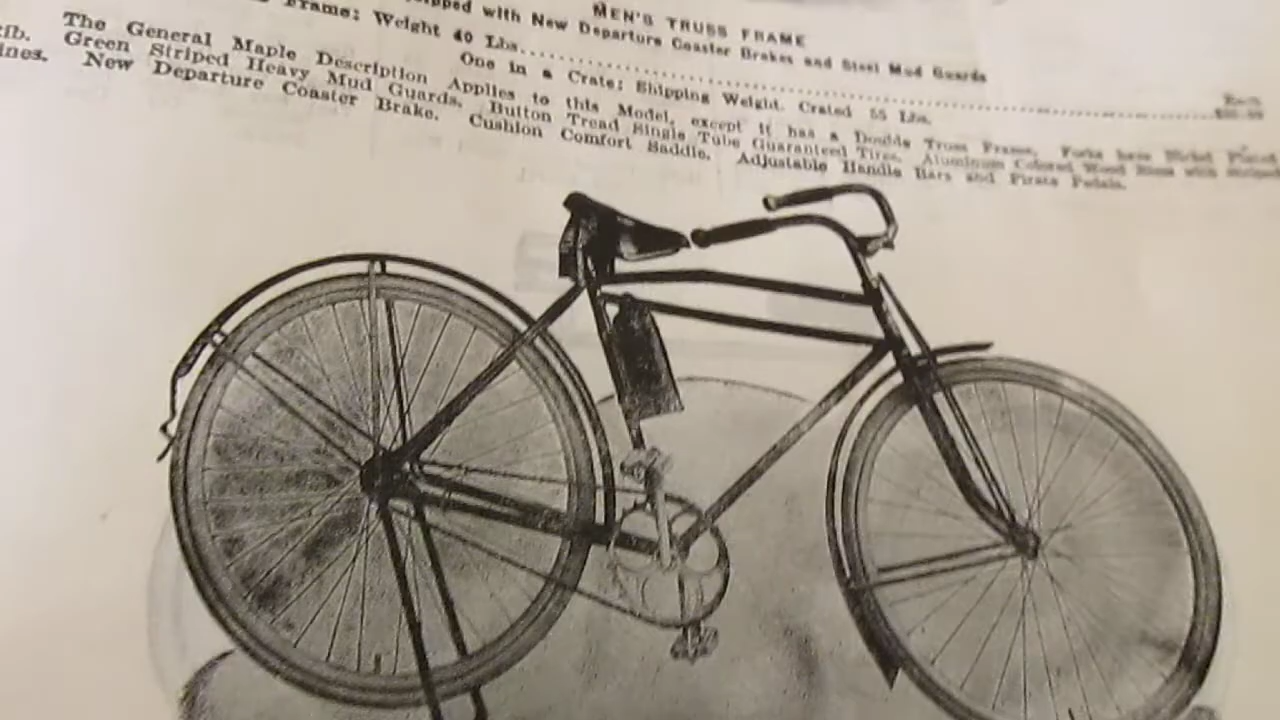 MEN'S TRUSS FRAME
with New Departure Coaster Brakes and Steel Mud Guards
Frame; Weight 40 Lbs. Each
One in a Crate; Shipping Weight. Crated 55 Lbs.
The General Maple Description Applies to this Model, except it has a Double Truss Frame. Forks have Nickel Plated
Green Striped Heavy Mud Guards. Button Tread Single Tube Guaranteed Tires. Aluminum Colored Wood Rims with
New Departure Coaster Brake. Cushion Comfort Saddle. Adjustable Handle Bars and Pirate Pedals.